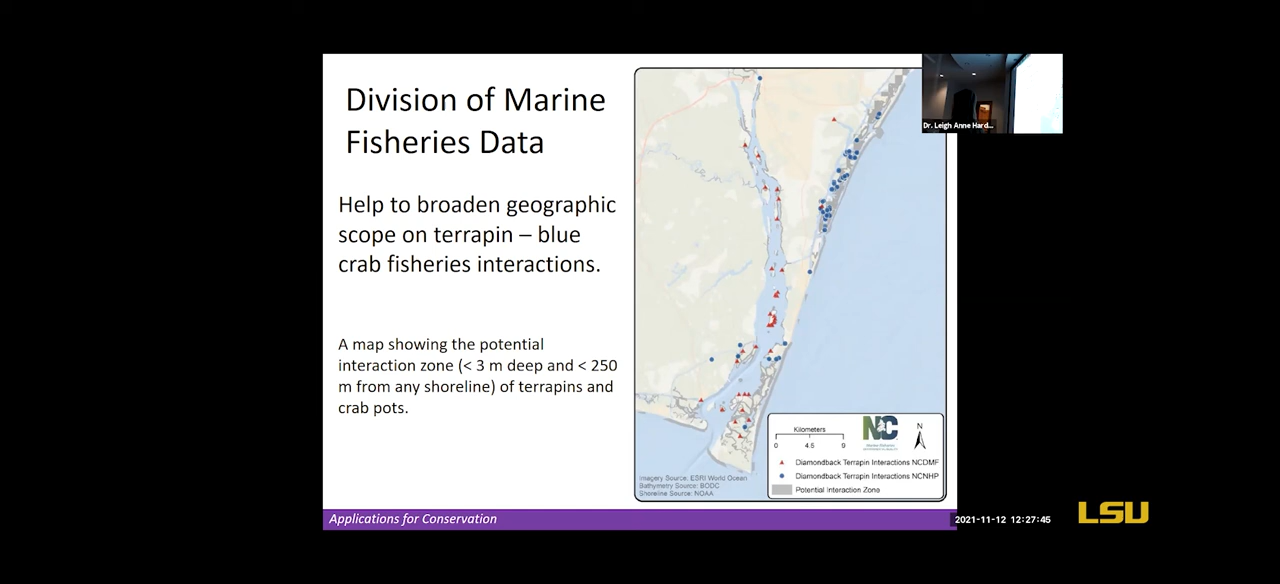 Division of Marine
Fisheries Data
Help to broaden geographic
scope on terrapin – blue
crab fisheries interactions.
A map showing the potential
interaction zone (< 3 m deep and < 250
m from any shoreline) of terrapins and
crab pots.
Dr. Leigh Anne Hard...
Kilometers
0 4.5 9
NC
N
Diamondback Terrapin Interactions NCDMF
Diamondback Terrapin Interactions NCNHP
Potential Interaction Zone
Imagery Source: ESRI World Ocean
Bathymetry Source: BODC
Shoreline Source: NOAA
Applications for Conservation
2021-11-12 12:27:45
LSU